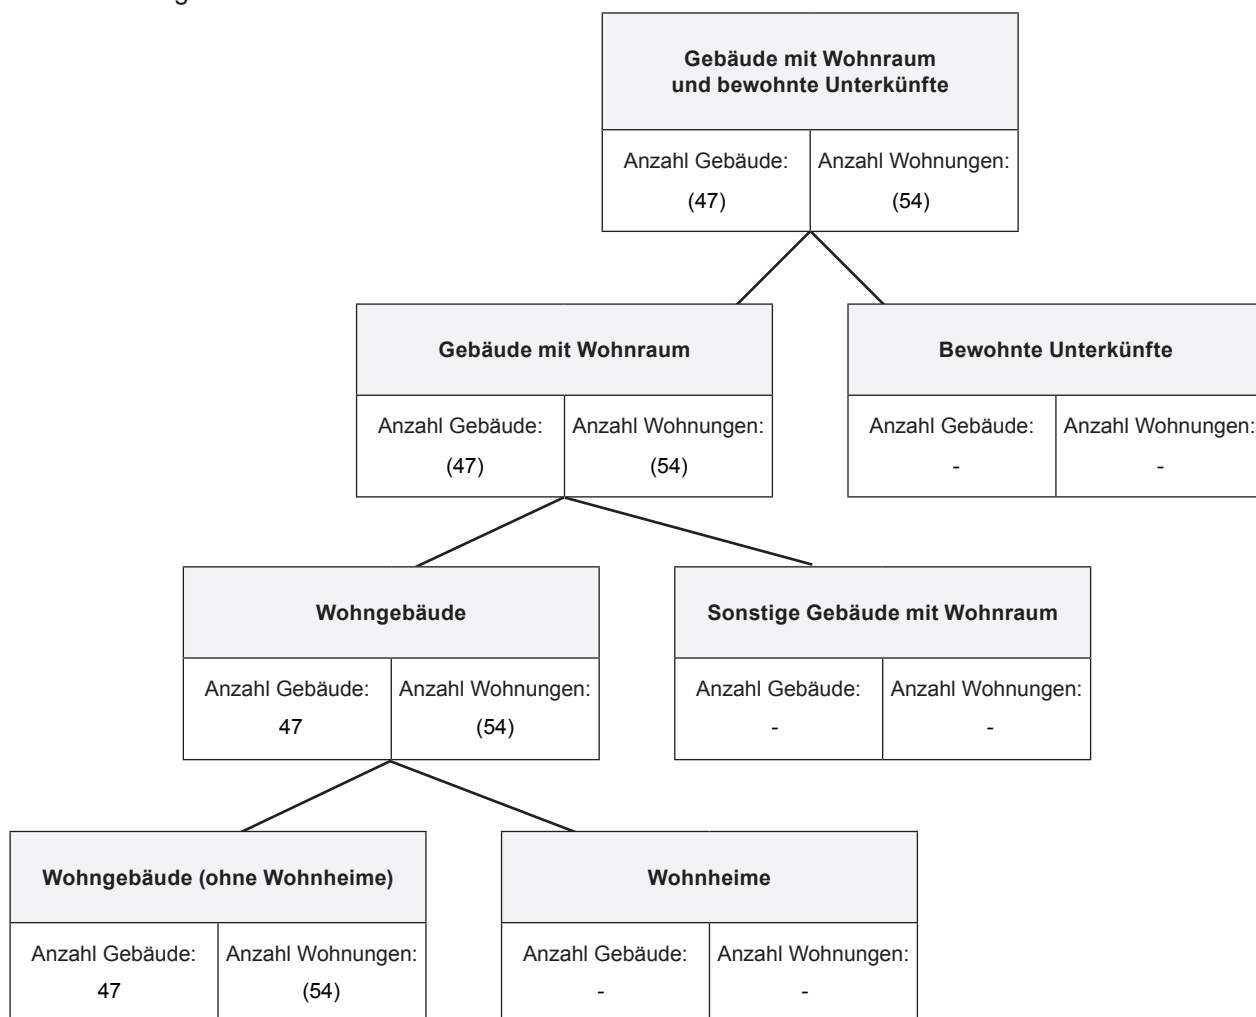 Gebäude mit Wohnraum
und bewohnte Unterkünfte
Anzahl Gebäude: Anzahl Wohnungen:
(47) (54)
Gebäude mit Wohnraum
Bewohnte Unterkünfte
Anzahl Gebäude: Anzahl Wohnungen:
(47) (54)
Anzahl Gebäude: Anzahl Wohnungen:
- -
Wohngebäude
Sonstige Gebäude mit Wohnraum
Anzahl Gebäude: Anzahl Wohnungen:
47 (54)
Anzahl Gebäude: Anzahl Wohnungen:
- -
Wohngebäude (ohne Wohnheime)
Wohnheime
Anzahl Gebäude: Anzahl Wohnungen:
47 (54)
Anzahl Gebäude: Anzahl Wohnungen:
- -